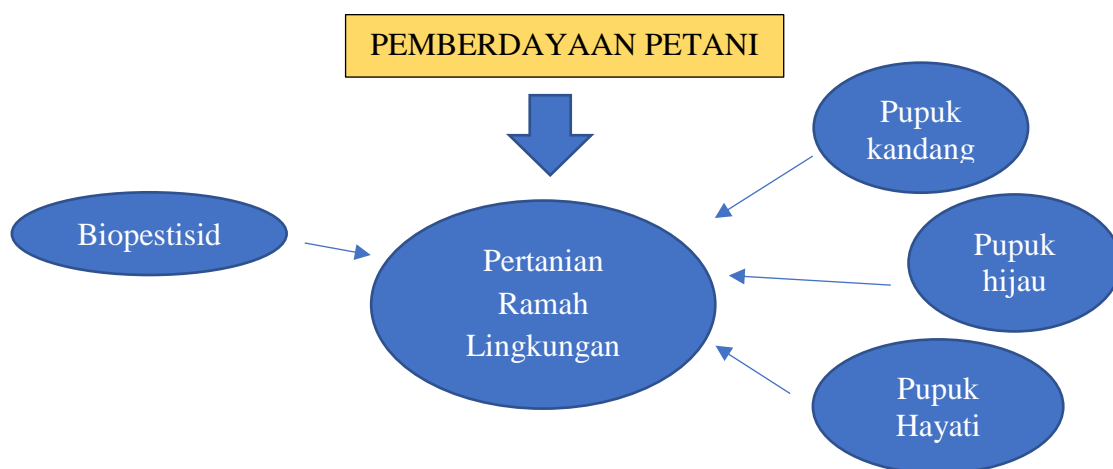 PEMBERDAYAAN PETANI
Pupuk
kandang
Biopestisid
Pertanian
Ramah
Lingkungan
Pupuk
hijau
Pupuk
Hayati